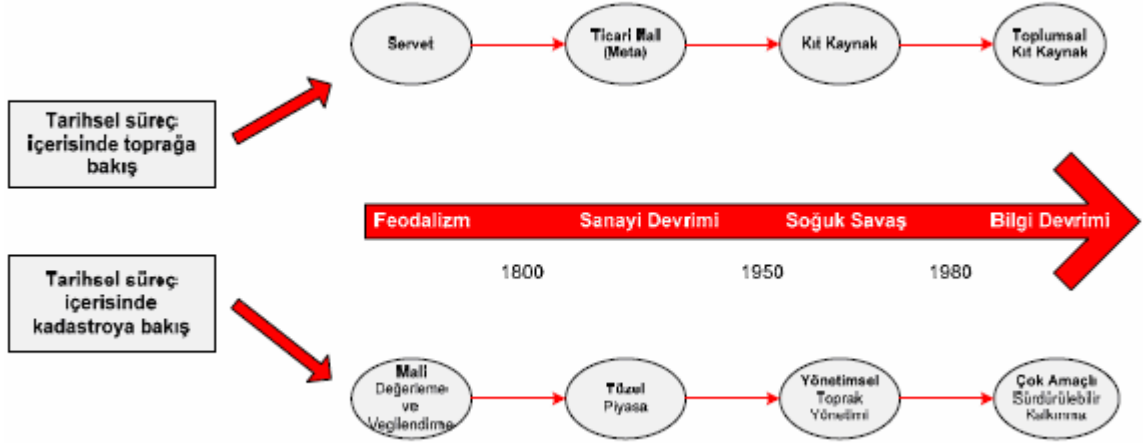 Servet
Ticari Mall
(Meta)
Kıt Kaynak
Toplumsal
Kıt Kaynak
Tarihsel süreç
içerisinde toprağa
bakış
Feodalizm
Sanayi Devrimi
Soğuk Savaş
Bilgi Devrimi
1800
1950
1980
Tarihsel süreç
içerisinde
kadastroya bakış
Mali
Değerleme
ve
Vegilendirme
Tüzel
Piyasa
Yönetimsel
Toprak
Yönetimi
Çok Amaçlı
Sürdürülebilir
Kalkınma